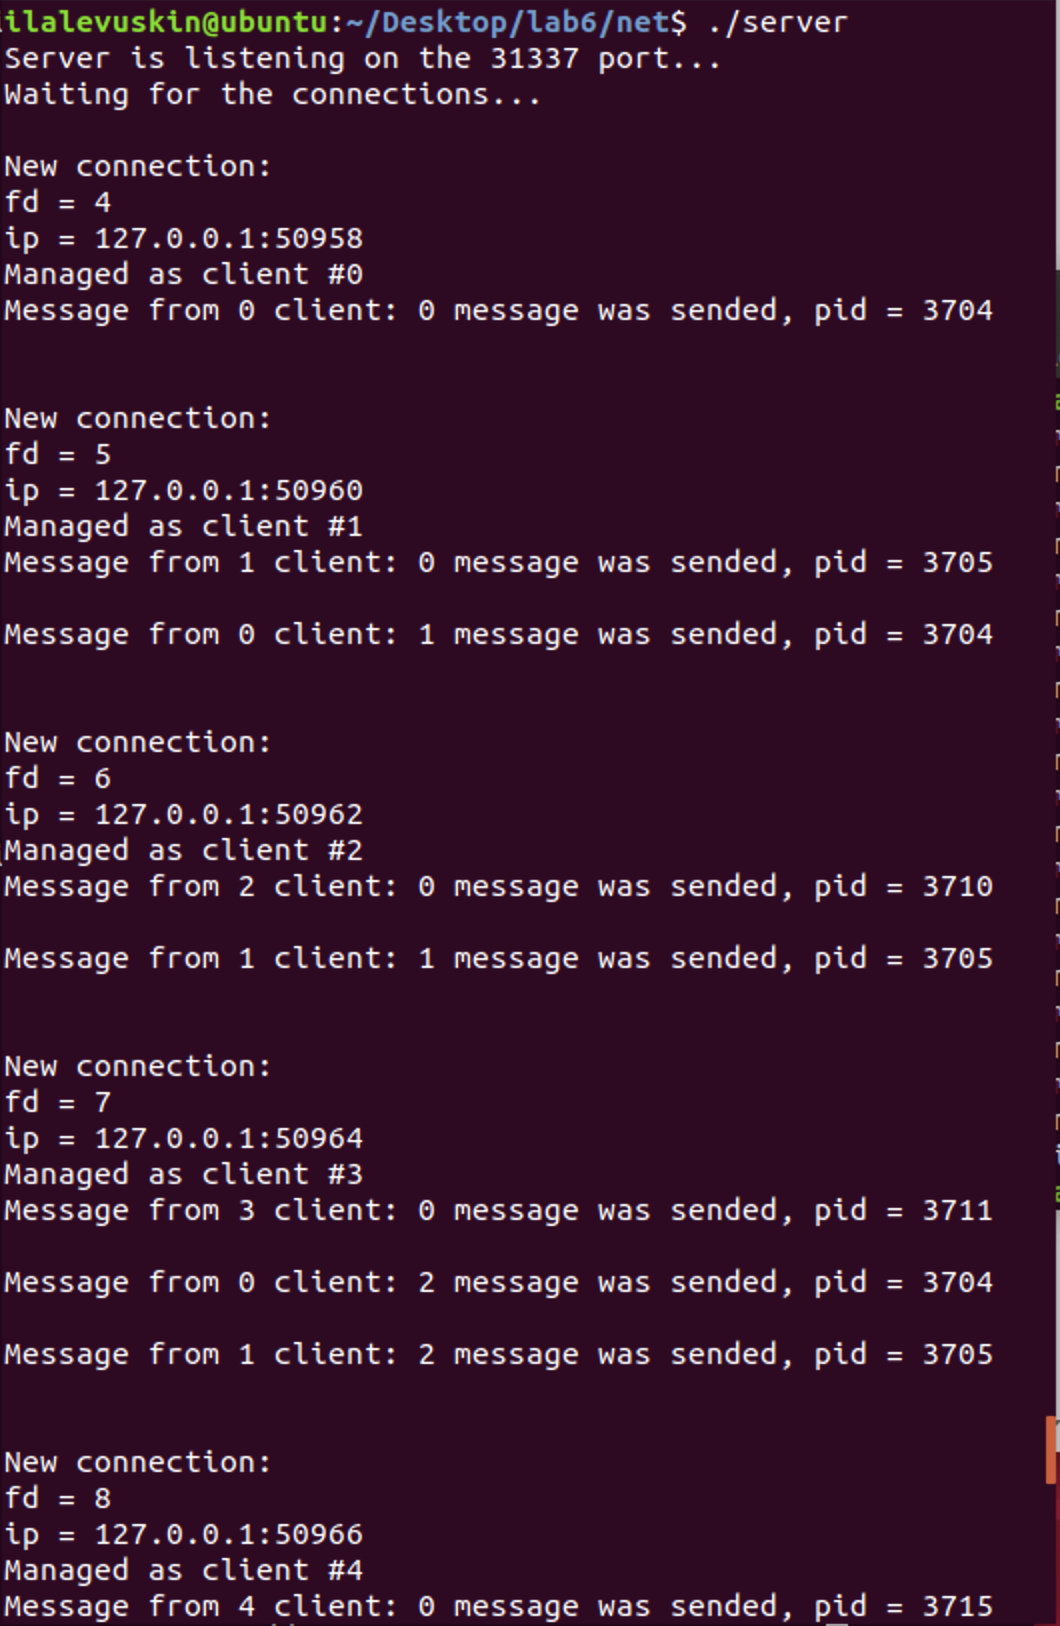 ilalevuskin@ubuntu:~/Desktop/lab6/net$ ./server
Server is listening on the 31337 port...
Waiting for the connections...
New connection:
fd = 4
ip = 127.0.0.1:50958
Managed as client #0
Message from 0 client: 0 message was sended, pid = 3704
New connection:
fd = 5
ip = 127.0.0.1:50960
Managed as client #1
Message from 1 client: 0 message was sended, pid = 3705
Message from 0 client: 1 message was sended, pid = 3704
New connection:
fd = 6
ip = 127.0.0.1:50962
Managed as client #2
Message from 2 client: 0 message was sended, pid = 3710
Message from 1 client: 1 message was sended, pid = 3705
New connection:
fd = 7
ip = 127.0.0.1:50964
Managed as client #3
Message from 3 client: 0 message was sended, pid = 3711
Message from 0 client: 2 message was sended, pid = 3704
Message from 1 client: 2 message was sended, pid = 3705
New connection:
fd = 8
ip = 127.0.0.1:50966
Managed as client #4
Message from 4 client: 0 message was sended, pid = 3715